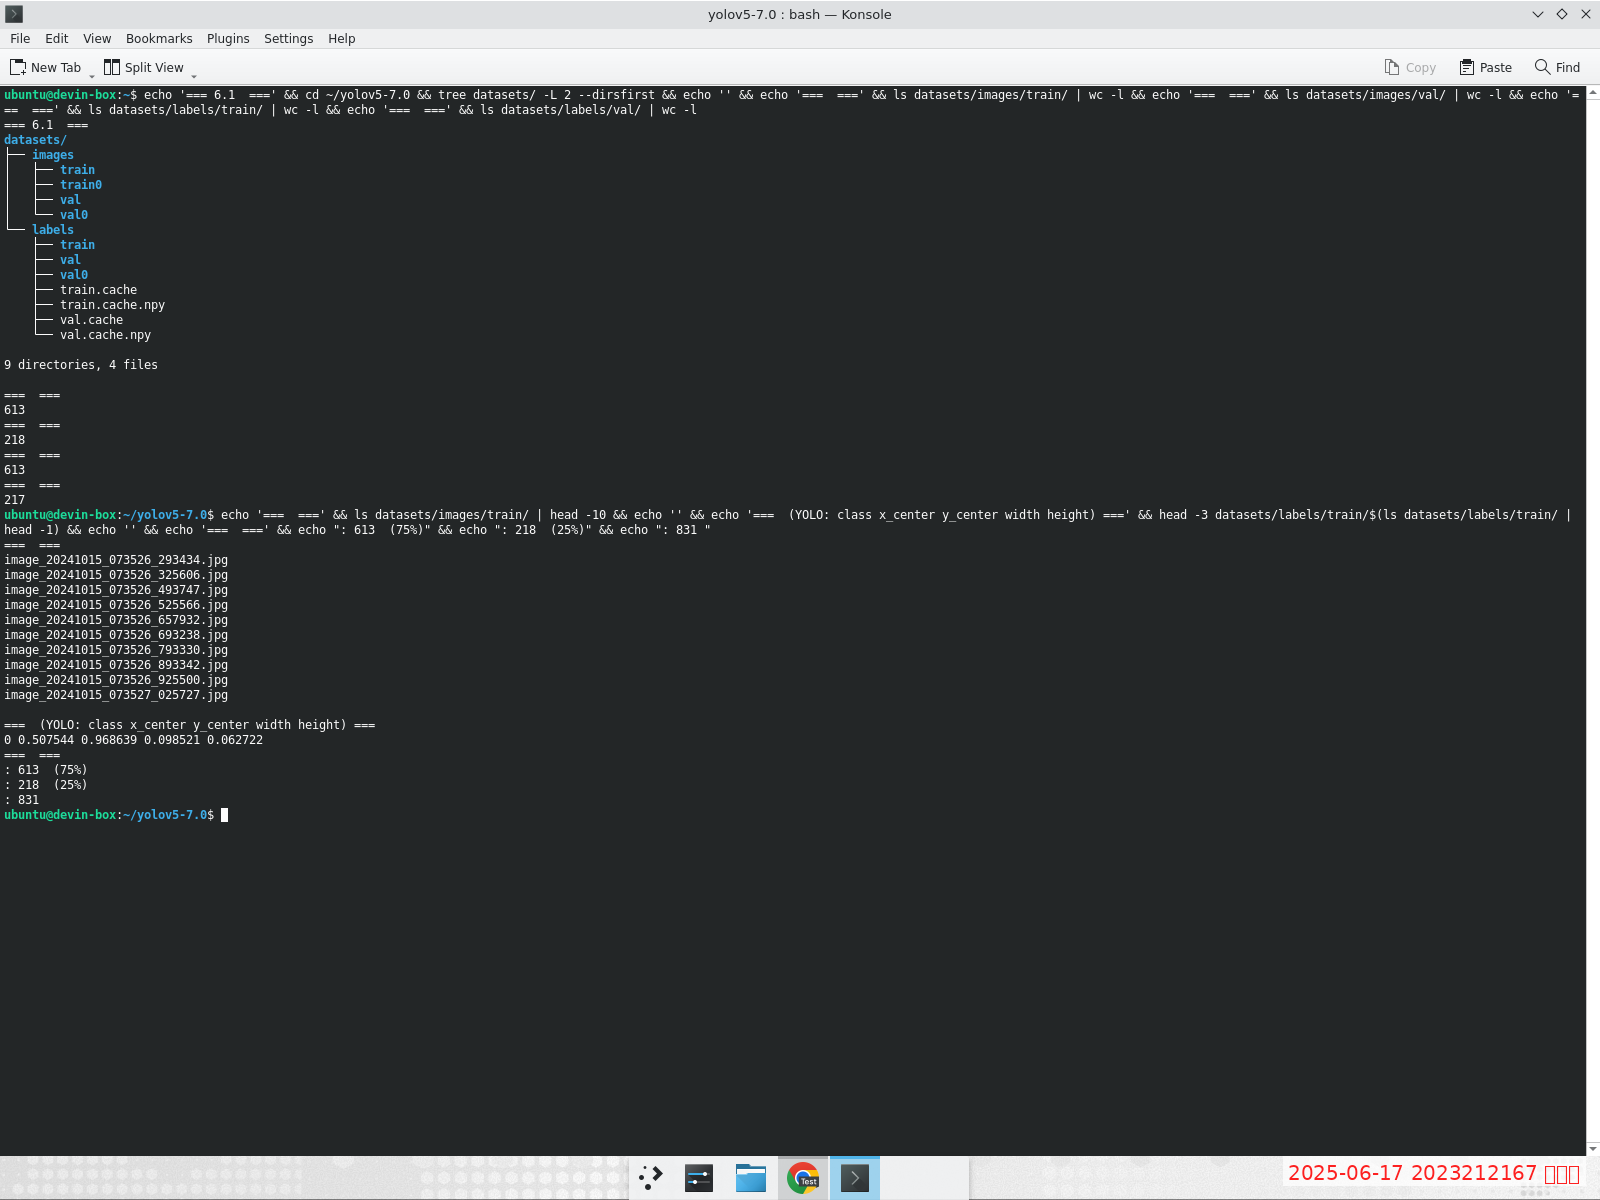 yolov5-7.0 : bash — Konsole
File Edit View Bookmarks Plugins Settings Help
New Tab Split View Copy Paste Find
ubuntu@devin-box:~$ echo '=== 6.1  ===' && cd ~/yolov5-7.0 && tree datasets/ -L 2 --dirsfirst && echo '' && echo '===  ===' && ls datasets/images/train/ | wc -l && echo '===  ===' && ls datasets/images/val/ | wc -l && echo '=
==  ===' && ls datasets/labels/train/ | wc -l && echo '===  ===' && ls datasets/labels/val/ | wc -l
=== 6.1  ===
datasets/
├── images
│   ├── train
│   ├── train0
│   ├── val
│   └── val0
└── labels
    ├── train
    ├── val
    ├── val0
    ├── train.cache
    ├── train.cache.npy
    ├── val.cache
    └── val.cache.npy
9 directories, 4 files
===  ===
613
===  ===
218
===  ===
613
===  ===
217
ubuntu@devin-box:~/yolov5-7.0$ echo '===  ===' && ls datasets/images/train/ | head -10 && echo '' && echo '===  (YOLO: class x_center y_center width height) ===' && head -3 datasets/labels/train/$(ls datasets/labels/train/ |
head -1) && echo '' && echo '===  ===' && echo ": 613  (75%)" && echo ": 218  (25%)" && echo ": 831 "
===  ===
image_20241015_073526_293434.jpg
image_20241015_073526_325606.jpg
image_20241015_073526_493747.jpg
image_20241015_073526_525566.jpg
image_20241015_073526_657932.jpg
image_20241015_073526_693238.jpg
image_20241015_073526_793330.jpg
image_20241015_073526_893342.jpg
image_20241015_073526_925500.jpg
image_20241015_073527_025727.jpg
===  (YOLO: class x_center y_center width height) ===
0 0.507544 0.968639 0.098521 0.062722
===  ===
: 613  (75%)
: 218  (25%)
: 831
ubuntu@devin-box:~/yolov5-7.0$
Test
2025-06-17 2023212167